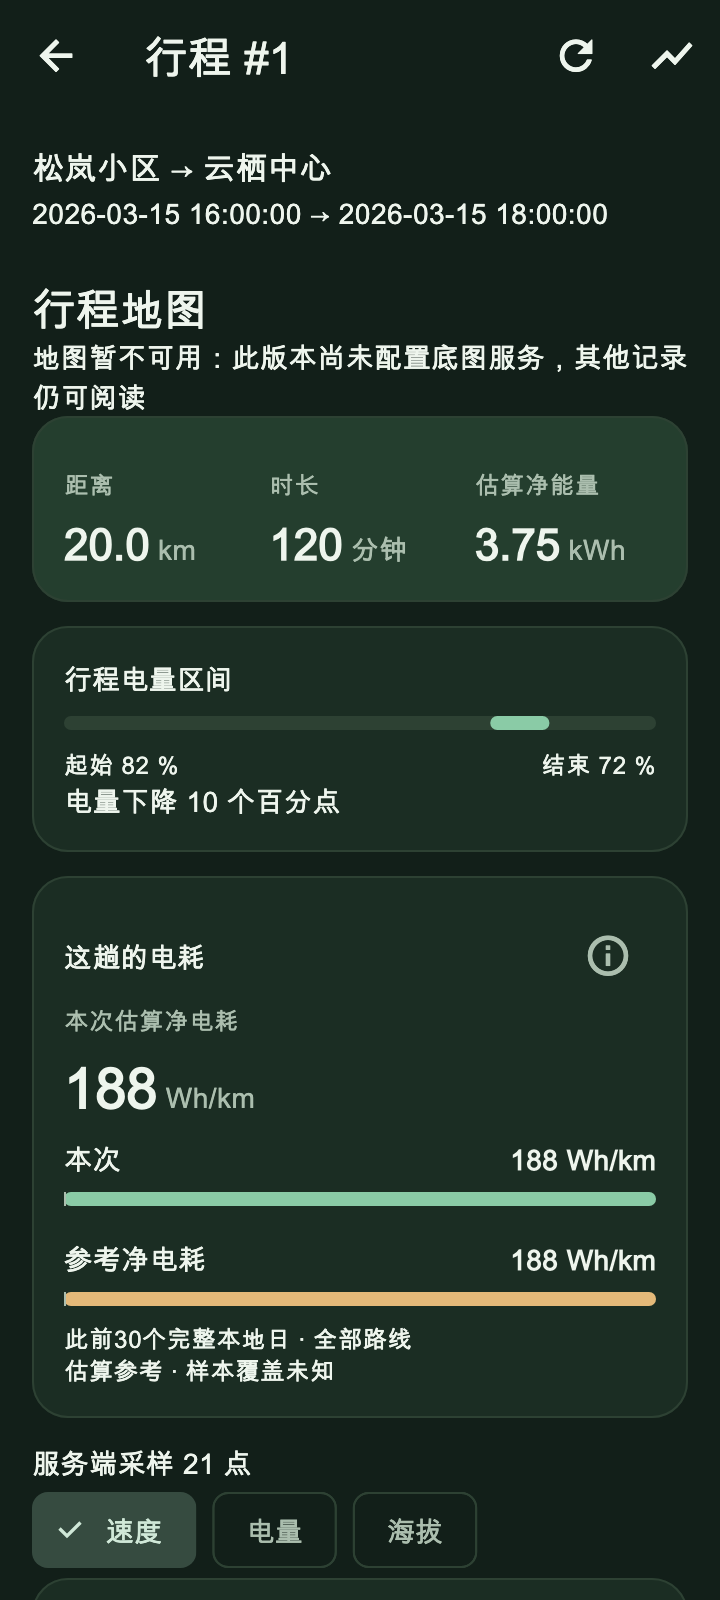 行程 #1
松岚小区 → 云栖中心
2026-03-15 16:00:00 → 2026-03-15 18:00:00
行程地图
地图暂不可用：此版本尚未配置底图服务，其他记录
仍可阅读
距离 时长 估算净能量
20.0 km 120 分钟 3.75 kWh
行程电量区间
起始 82 % 结束 72 %
电量下降 10 个百分点
这趟的电耗
本次估算净电耗
188 Wh/km
本次 188 Wh/km
参考净电耗 188 Wh/km
此前30个完整本地日 · 全部路线
估算参考 · 样本覆盖未知
服务端采样 21 点
速度 电量 海拔